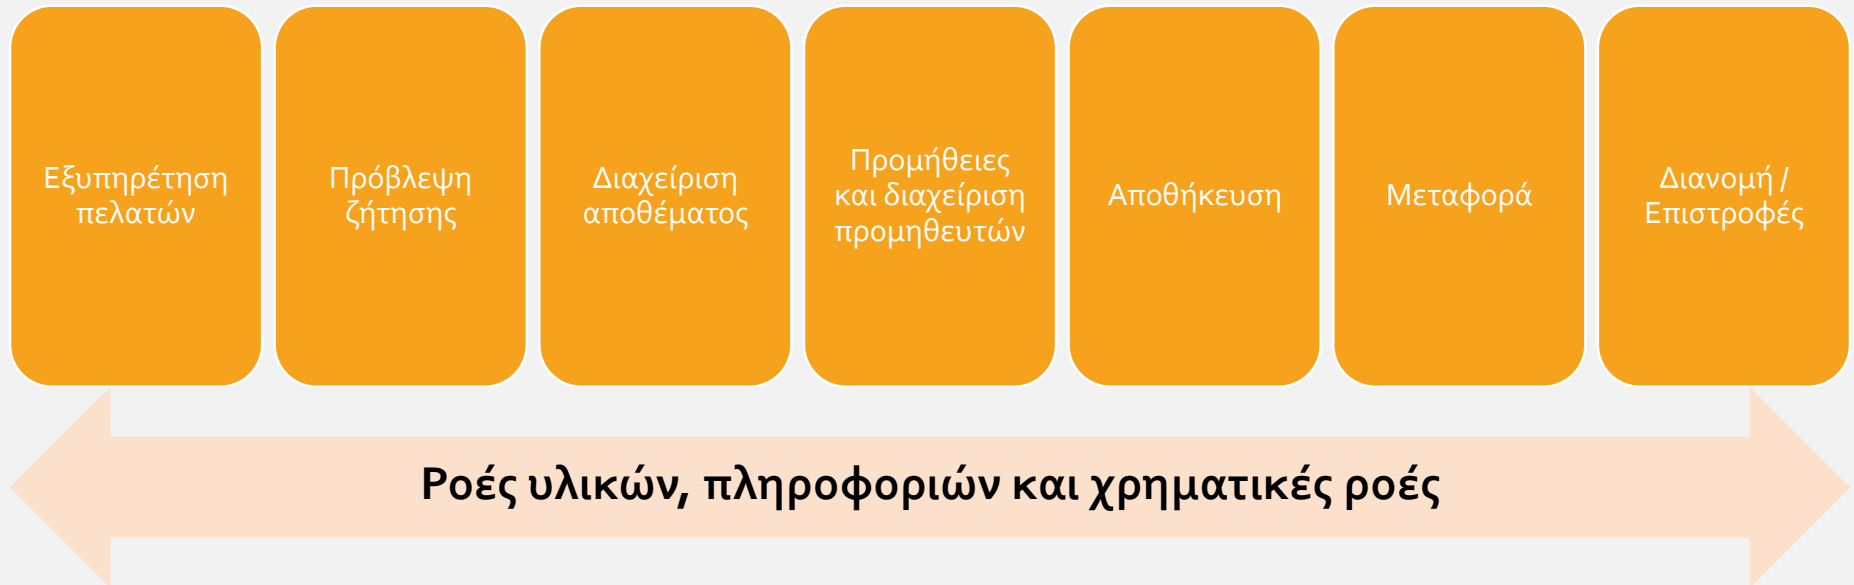 Εξυπηρέτηση
πελατών
Πρόβλεψη
ζήτησης
Διαχείριση
αποθέματος
Προμήθειες
και διαχείριση
προμηθευτών
Αποθήκευση
Μεταφορά
Διανομή /
Επιστροφές
Ροές υλικών, πληροφοριών και χρηματικές ροές